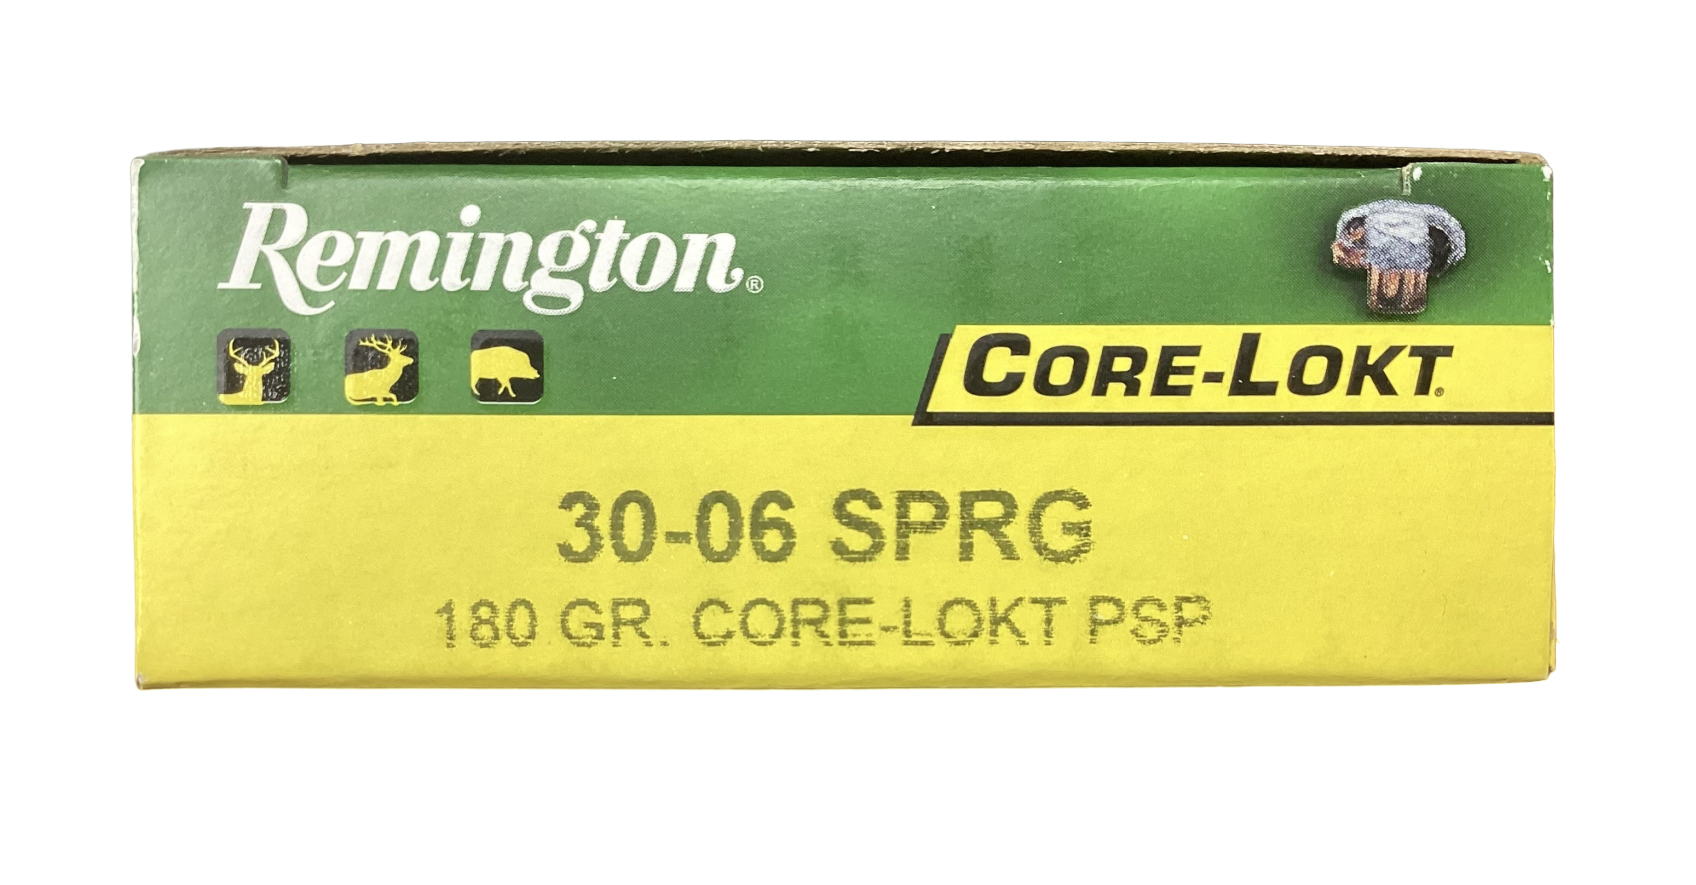 Remington®
CORE-LOKT®
30-06 SPRG
180 GR. CORE-LOKT PSP